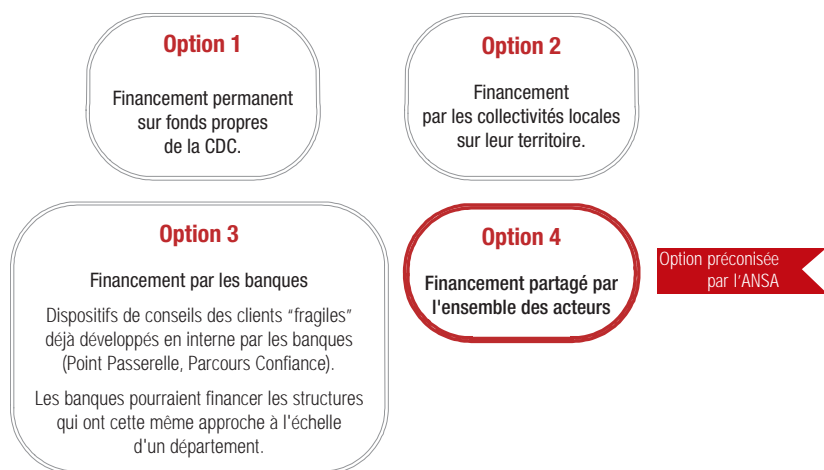 Option 1
Financement permanent
sur fonds propres
de la CDC.
Option 2
Financement
par les collectivités locales
sur leur territoire.
Option 3
Financement par les banques
Dispositifs de conseils des clients “fragiles”
déjà développés en interne par les banques
(Point Passerelle, Parcours Confiance).
Les banques pourraient financer les structures
qui ont cette même approche à l'échelle
d'un département.
Option 4
Financement partagé par
l'ensemble des acteurs
Option préconisée
par l’ANSA